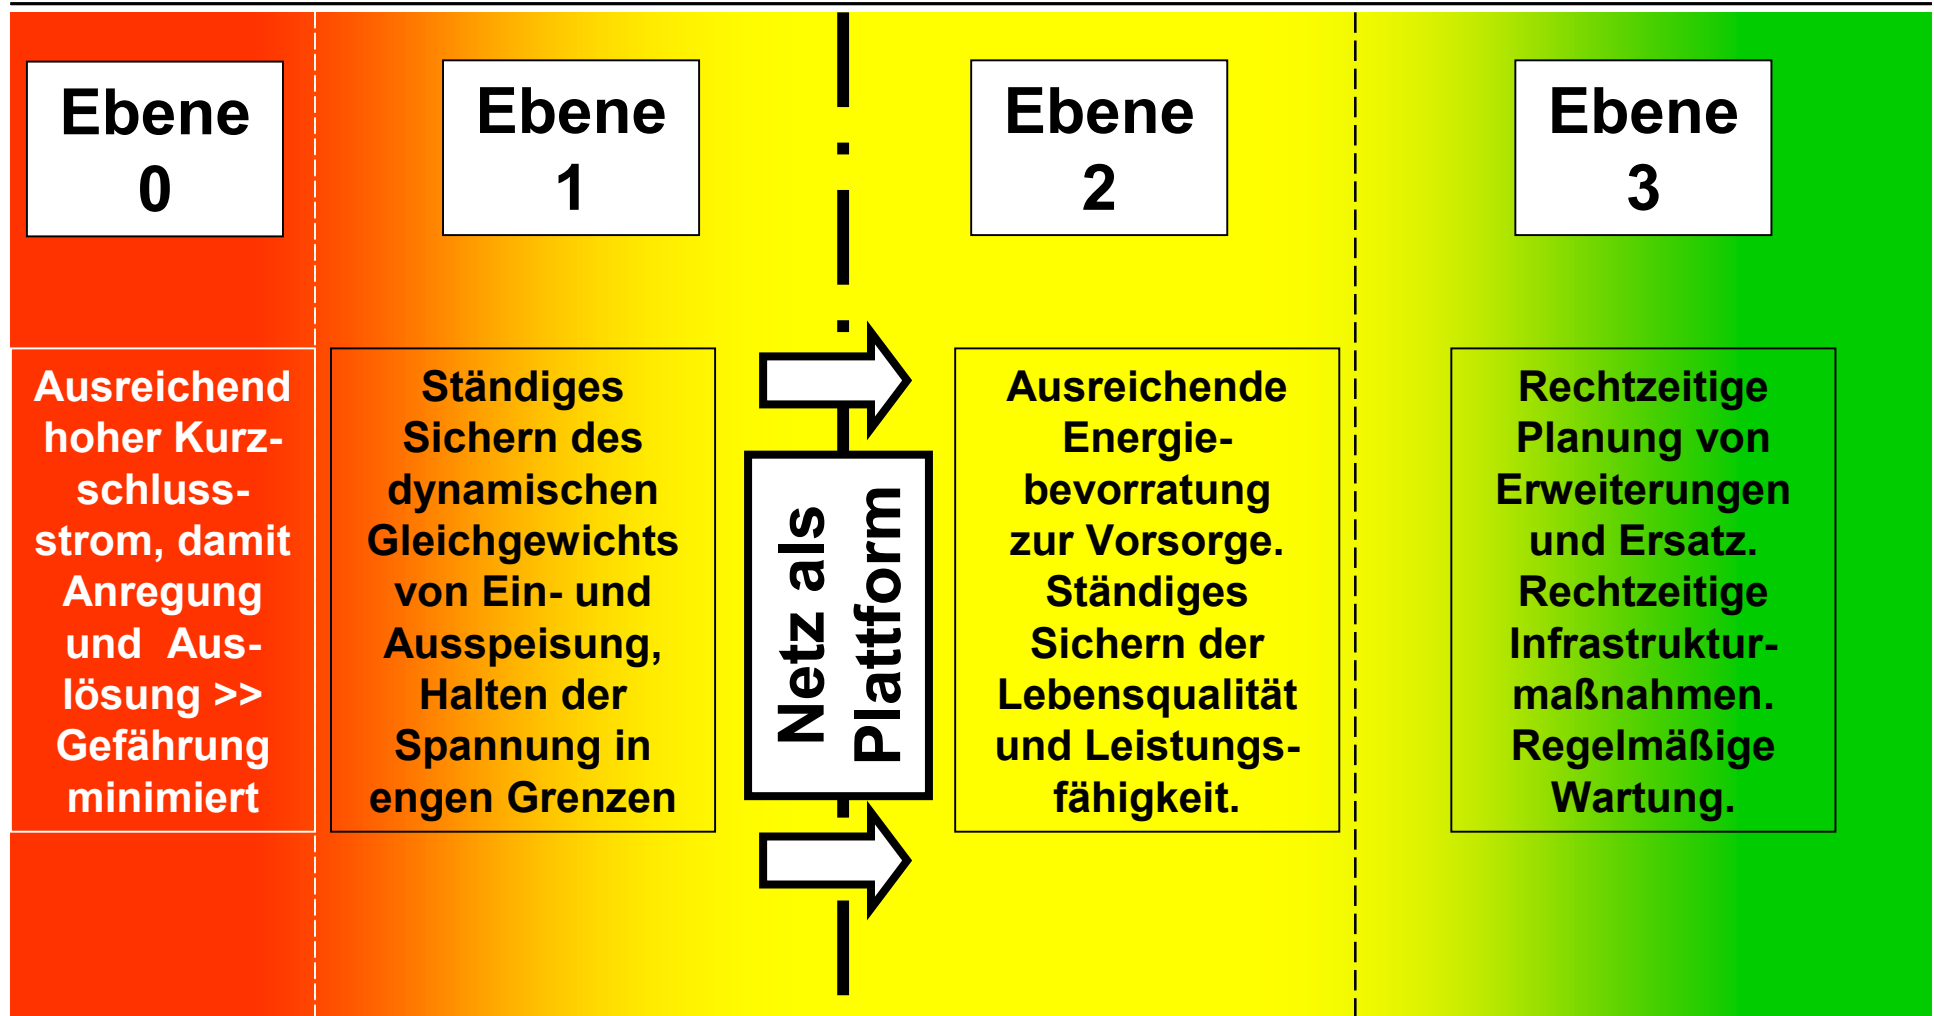 Ebene
0
Ebene
1
Ebene
2
Ebene
3
Ausreichend
hoher Kurz-
schluss-
strom, damit
Anregung
und  Aus-
lösung >>
Gefährung
minimiert
Ständiges
Sichern des
dynamischen
Gleichgewichts
von Ein- und
Ausspeisung,
Halten der
Spannung in
engen Grenzen
Netz als
Plattform
Ausreichende
Energie-
bevorratung
zur Vorsorge.
Ständiges
Sichern der
Lebensqualität
und Leistungs-
fähigkeit.
Rechtzeitige
Planung von
Erweiterungen
und Ersatz.
Rechtzeitige
Infrastruktur-
maßnahmen.
Regelmäßige
Wartung.